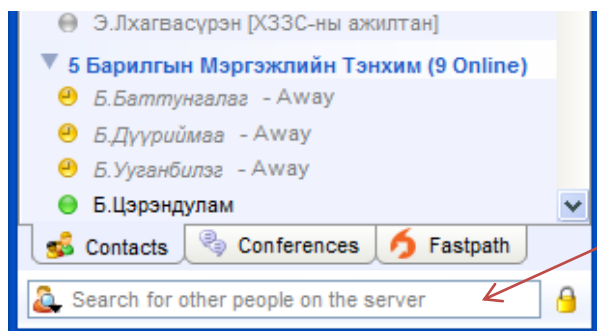 Э.Лхагвасүрэн [ХЗЗС-ны ажилтан]
5 Барилгын Мэргэжлийн Тэнхим (9 Online)
Б.Баттунгалаг - Away
Б.Дүүриймаа - Away
Б.Ууганбилэг - Away
Б.Цэрэндулам
Contacts Conferences Fastpath
Search for other people on the server